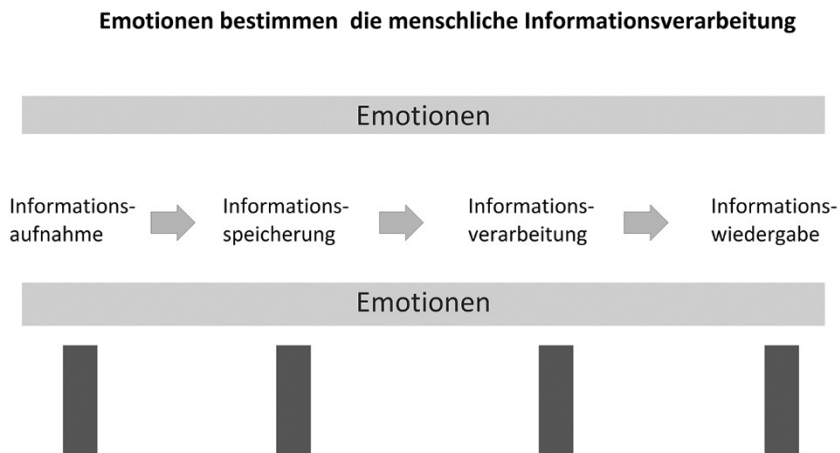 Emotionen bestimmen die menschliche Informationsverarbeitung
Emotionen
Informations-
aufnahme
Informations-
speicherung
Informations-
verarbeitung
Informations-
wiedergabe
Emotionen